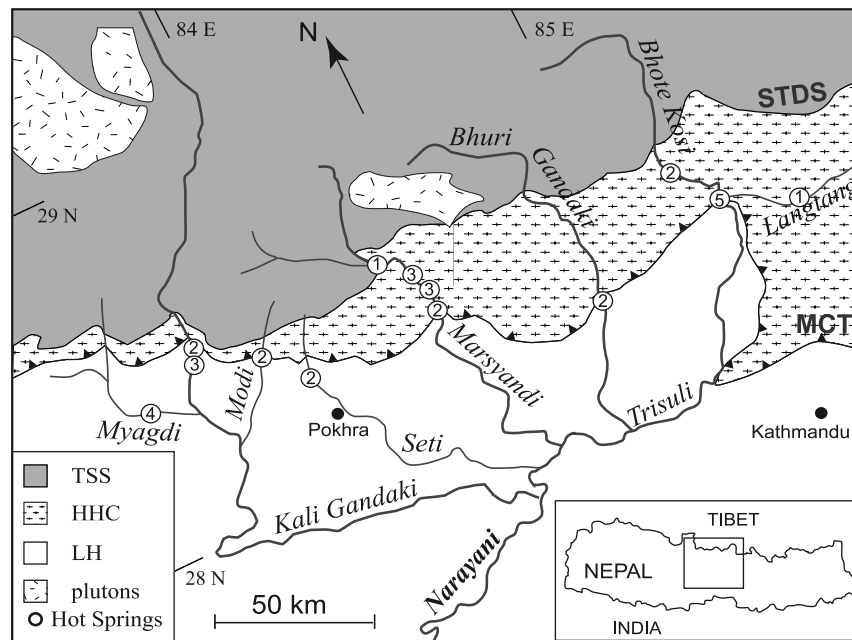 84 E
85 E
N
Bhote Kosi
STDS
Bhuri
Gandaki
2
5
1
Langtang
29 N
1
3
3
2
2
MCT
2
3
2
2
Marsyandi
Modi
Trisuli
4
Myagdi
Pokhra
Seti
Kathmandu
TSS
HHC
LH
plutons
Hot Springs
Kali Gandaki
28 N
50 km
Narayani
TIBET
NEPAL
INDIA